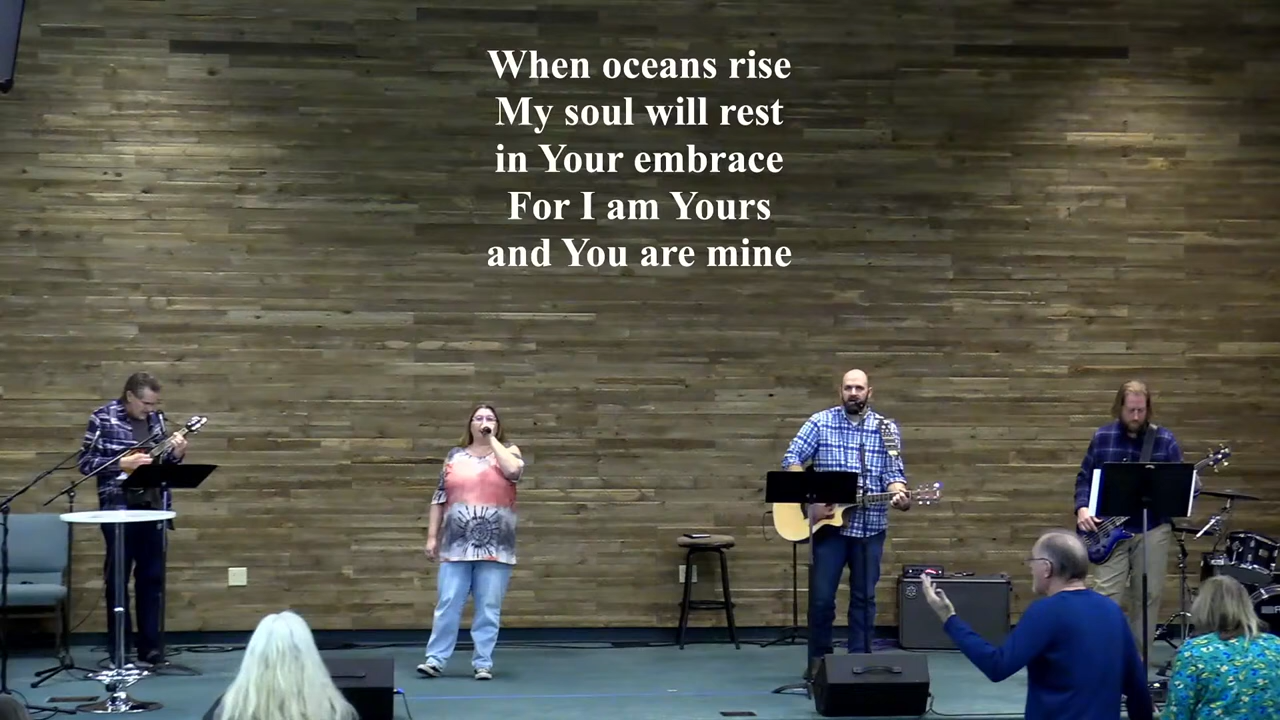 When oceans rise
My soul will rest
in Your embrace
For I am Yours
and You are mine